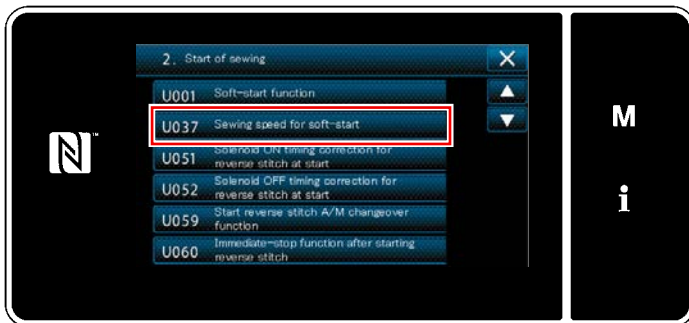 2. Start of sewing
U001 Soft-start function
U037 Sewing speed for soft-start
U051 Solenoid ON timing correction for
reverse stitch at start
U052 Solenoid OFF timing correction for
reverse stitch at start
U059 Start reverse stitch A/M changeover
function
U060 Immediate-stop function after starting
reverse stitch
N
M
i